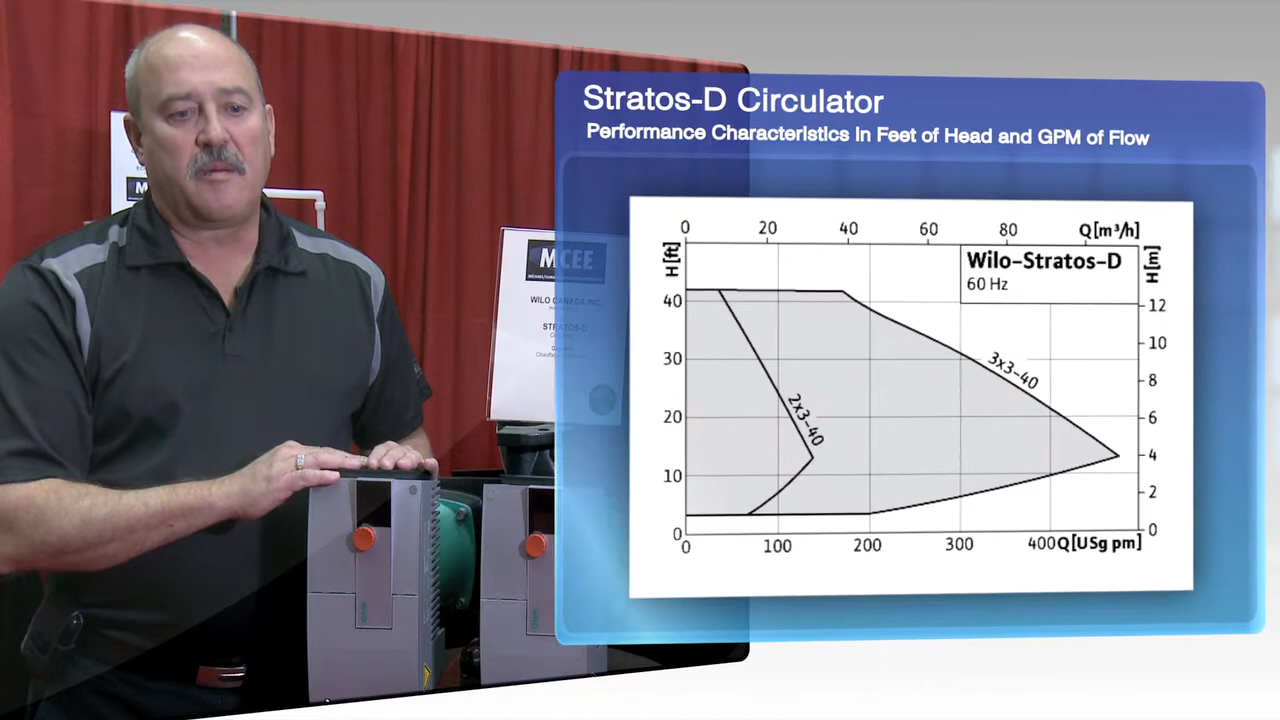 Stratos-D Circulator
Performance Characteristics in Feet of Head and GPM of Flow
0 20 40 60 80 Q[m³/h]
H[ft]
H[m]
Wilo-Stratos-D
60 Hz
40
30
20
10
0
12
10
8
6
4
2
0
3x3-40
2x3-40
0 100 200 300 400Q[USg pm]
M
MCEE
WILO CANADA INC.
STRATOS-D